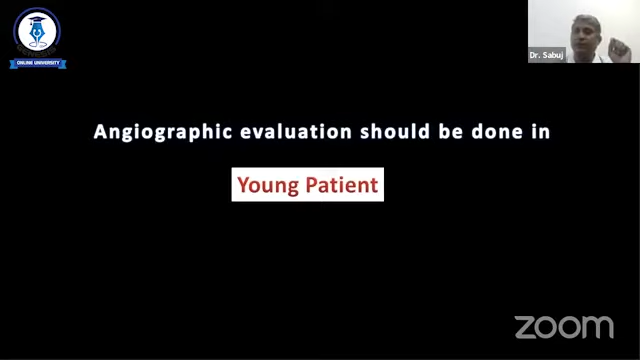 ONLINE UNIVERSITY
Dr. Sabuj
Angiographic evaluation should be done in
Young Patient
zoom